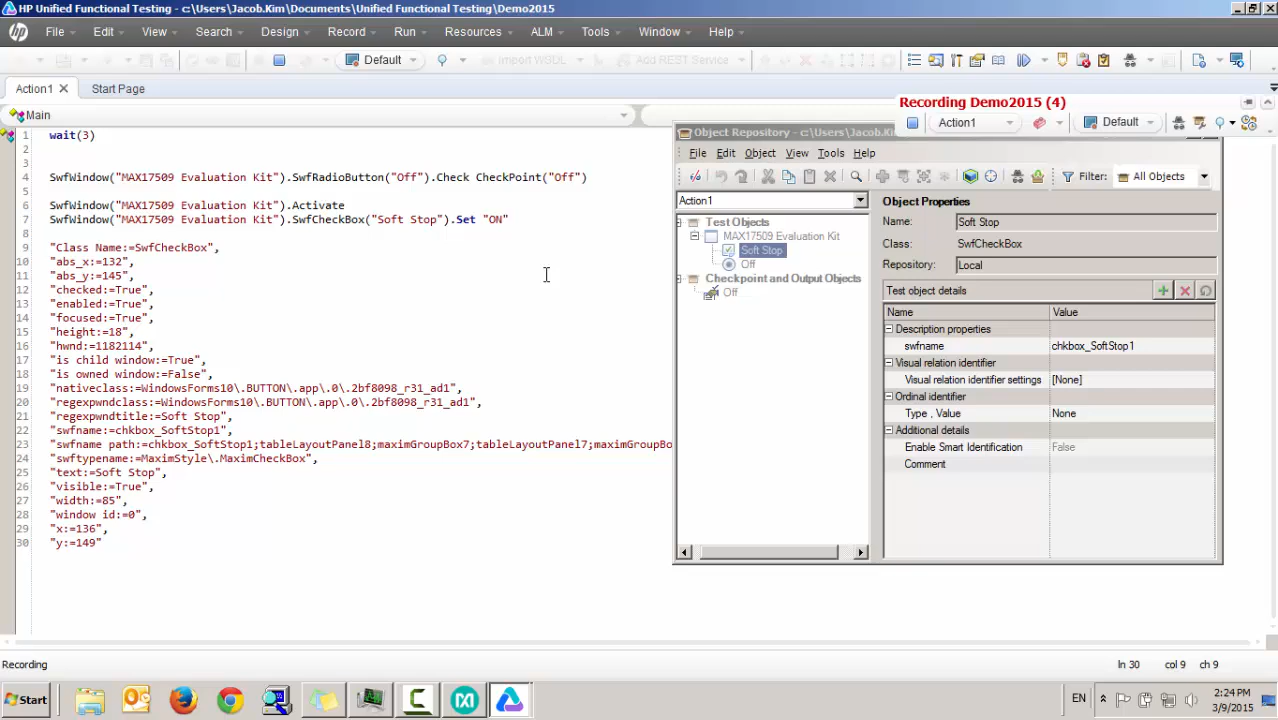 HP Unified Functional Testing - c:\Users\Jacob.Kim\Documents\Unified Functional Testing\Demo2015
File Edit View Search Design Record Run Resources ALM Tools Window Help
Default Import WSDL Add REST Service
Action1 Start Page
Main
Recording Demo2015 (4)
Action1 Default
1 wait(3)
2
3
4 SwfWindow("MAX17509 Evaluation Kit").SwfRadioButton("Off").Check CheckPoint("Off")
5
6 SwfWindow("MAX17509 Evaluation Kit").Activate
7 SwfWindow("MAX17509 Evaluation Kit").SwfCheckBox("Soft Stop").Set "ON"
8
9 "Class Name:=SwfCheckBox",
10 "abs_x:=132",
11 "abs_y:=145",
12 "checked:=True",
13 "enabled:=True",
14 "focused:=True",
15 "height:=18",
16 "hwnd:=1182114",
17 "is child window:=True",
18 "is owned window:=False",
19 "nativeclass:=WindowsForms10\.BUTTON\.app\.0\.2bf8098_r31_ad1",
20 "regexpwndclass:=WindowsForms10\.BUTTON\.app\.0\.2bf8098_r31_ad1",
21 "regexpwndtitle:=Soft Stop",
22 "swfname:=chkbox_SoftStop1",
23 "swfname path:=chkbox_SoftStop1;tableLayoutPanel8;maximGroupBox7;tableLayoutPanel7;maximGroupBo
24 "swftypename:=MaximStyle\.MaximCheckBox",
25 "text:=Soft Stop",
26 "visible:=True",
27 "width:=85",
28 "window id:=0",
29 "x:=136",
30 "y:=149"
Object Repository - c:\Users\Jacob.Ki
File Edit Object View Tools Help
Filter: All Objects
Action1
Test Objects
MAX17509 Evaluation Kit
Soft Stop
Off
Checkpoint and Output Objects
Off
Object Properties
Name: Soft Stop
Class: SwfCheckBox
Repository: Local
Test object details
Name Value
Description properties
swfname chkbox_SoftStop1
Visual relation identifier
Visual relation identifier settings [None]
Ordinal identifier
Type , Value None
Additional details
Enable Smart Identification False
Comment
Recording ln 30 col 9 ch 9
Start EN 2:24 PM
3/9/2015